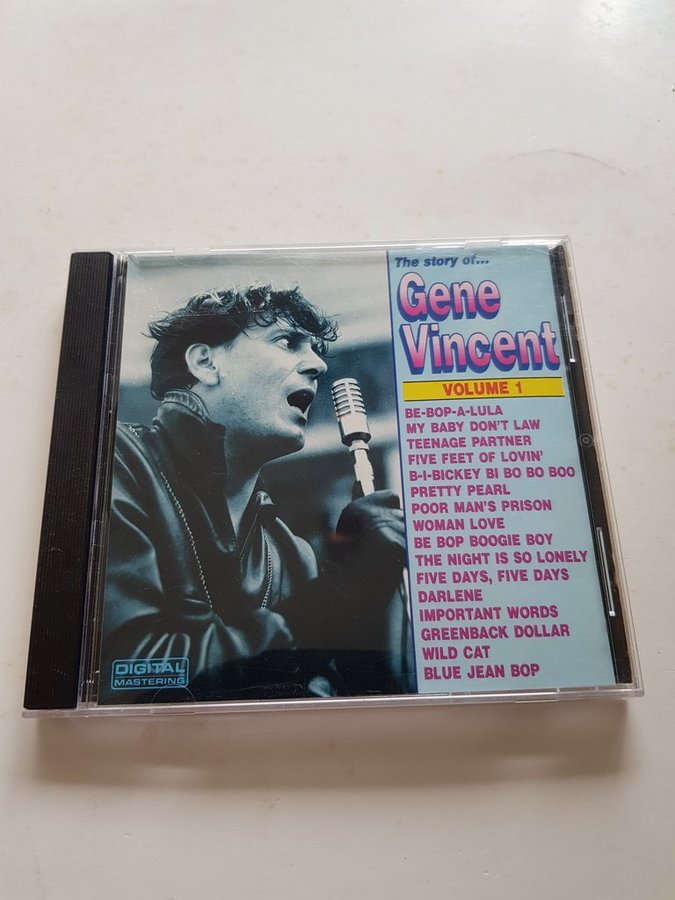 The story of...
Gene
Vincent
VOLUME 1
BE-BOP-A-LULA
MY BABY DON'T LAW
TEENAGE PARTNER
FIVE FEET OF LOVIN'
B-I-BICKEY BI BO BO BOO
PRETTY PEARL
POOR MAN'S PRISON
WOMAN LOVE
BE BOP BOOGIE BOY
THE NIGHT IS SO LONELY
FIVE DAYS, FIVE DAYS
DARLENE
IMPORTANT WORDS
GREENBACK DOLLAR
WILD CAT
BLUE JEAN BOP
DIGITAL
MASTERING